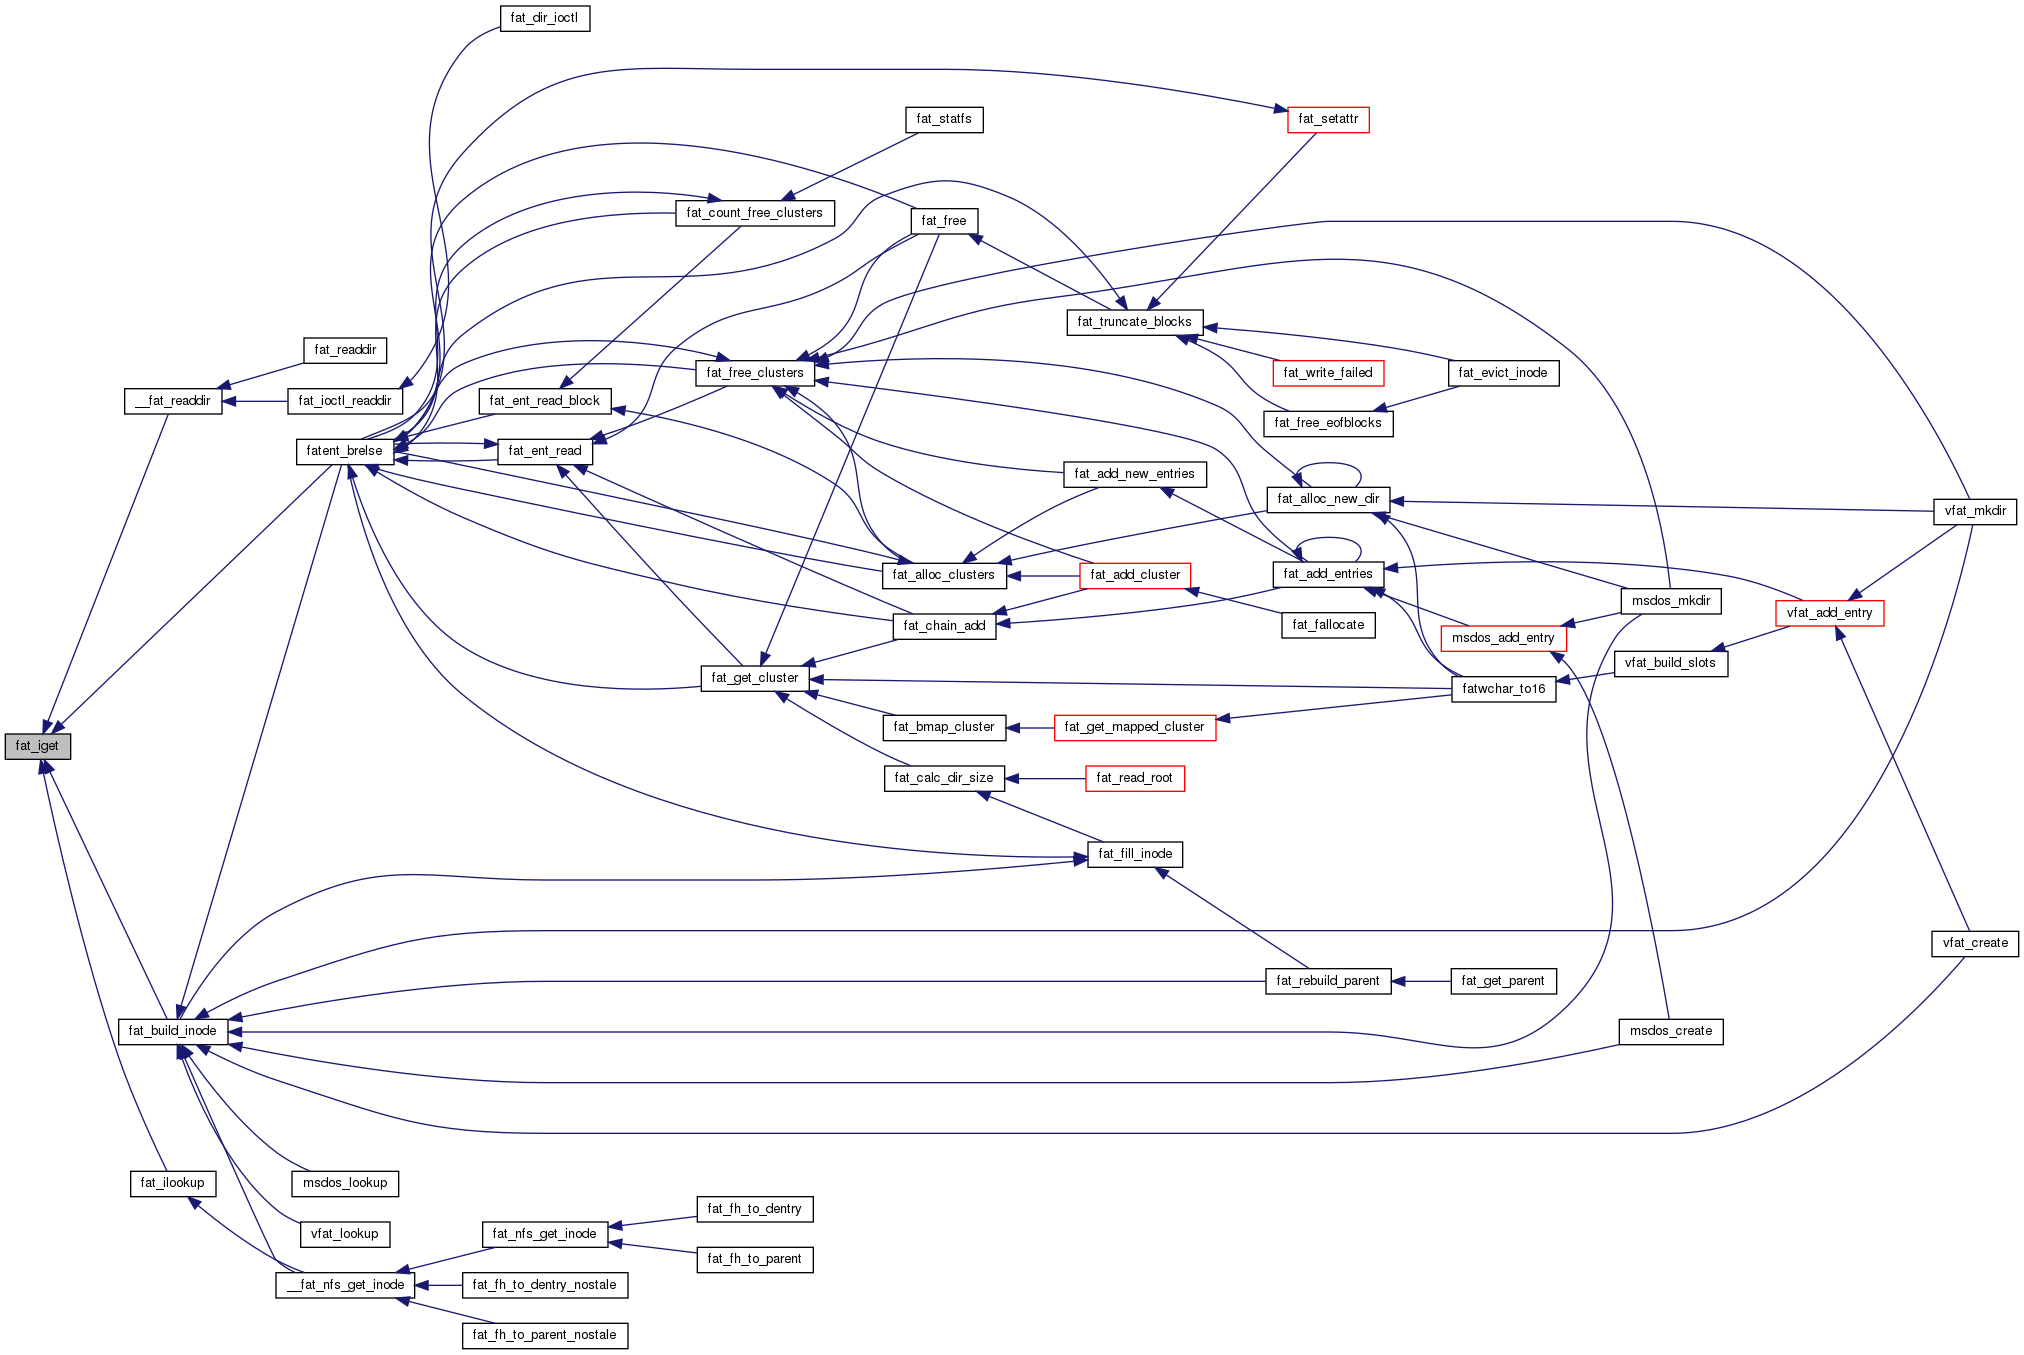 fat_dir_ioctl
fat_statfs
fat_setattr
fat_count_free_clusters
fat_free
fat_truncate_blocks
fat_readdir
fat_free_clusters
fat_write_failed
fat_evict_inode
__fat_readdir
fat_ioctl_readdir
fat_ent_read_block
fat_free_eofblocks
fatent_brelse
fat_ent_read
fat_add_new_entries
fat_alloc_new_dir
vfat_mkdir
fat_alloc_clusters
fat_add_cluster
fat_add_entries
msdos_mkdir
vfat_add_entry
fat_chain_add
fat_fallocate
msdos_add_entry
vfat_build_slots
fat_get_cluster
fatwchar_to16
fat_bmap_cluster
fat_get_mapped_cluster
fat_iget
fat_calc_dir_size
fat_read_root
fat_fill_inode
vfat_create
fat_rebuild_parent
fat_get_parent
fat_build_inode
msdos_create
fat_ilookup
msdos_lookup
fat_fh_to_dentry
vfat_lookup
fat_nfs_get_inode
fat_fh_to_parent
__fat_nfs_get_inode
fat_fh_to_dentry_nostale
fat_fh_to_parent_nostale